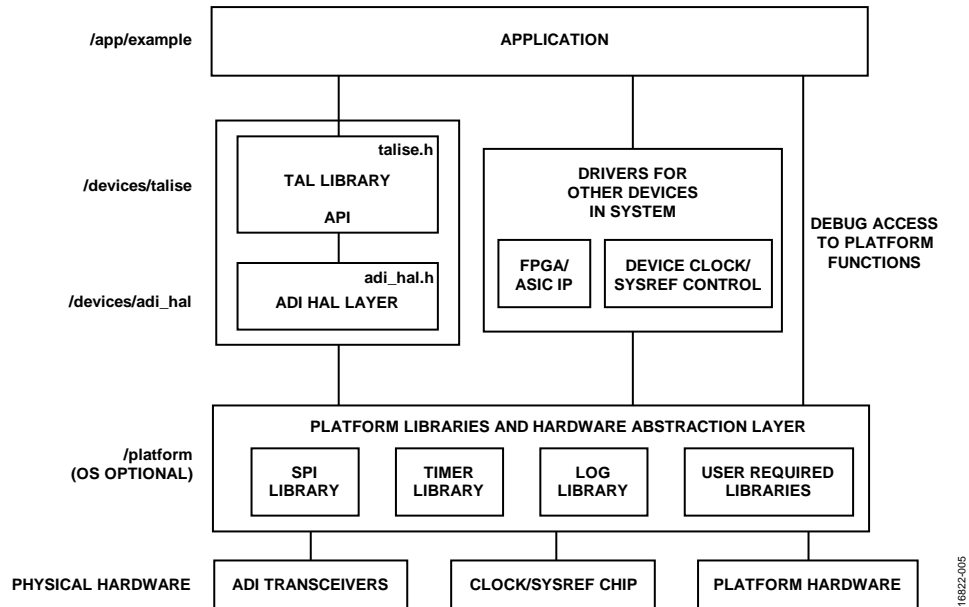 /app/example
APPLICATION
talise.h
/devices/talise
TAL LIBRARY
API
DRIVERS FOR
OTHER DEVICES
IN SYSTEM
DEBUG ACCESS
TO PLATFORM
FUNCTIONS
adi_hal.h
/devices/adi_hal
ADI HAL LAYER
FPGA/
ASIC IP
DEVICE CLOCK/
SYSREF CONTROL
PLATFORM LIBRARIES AND HARDWARE ABSTRACTION LAYER
/platform
(OS OPTIONAL)
SPI
LIBRARY
TIMER
LIBRARY
LOG
LIBRARY
USER REQUIRED
LIBRARIES
PHYSICAL HARDWARE
ADI TRANSCEIVERS
CLOCK/SYSREF CHIP
PLATFORM HARDWARE
16822-005